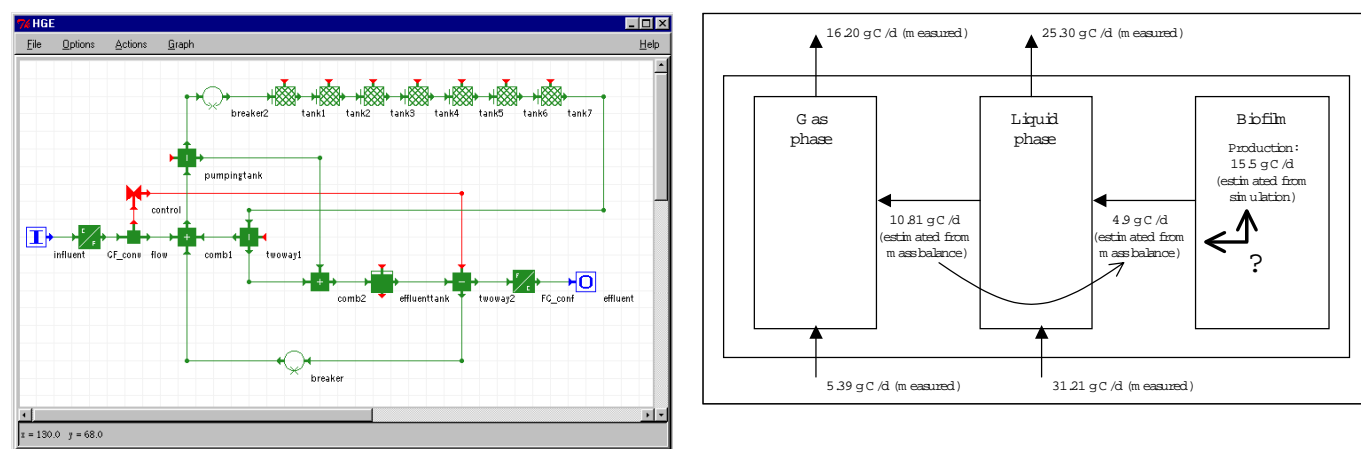 HGE
File Options Actions Graph Help
breaker2 tank1 tank2 tank3 tank4 tank5 tank6 tank7
pumpingtank
control
influent CF_conv flow comb1 twoway1
comb2 effluenttank twoway2 FC_conf effluent
breaker
x = 130.0 y = 68.0
16.20 gC/d (measured)
25.30 gC/d (measured)
Gas
phase
Liquid
phase
Biofilm
Production:
15.5 gC/d
(estimated from
simulation)
10.81 gC/d
(estimated from
mass balance)
4.9 gC/d
(estimated from
mass balance)
?
5.39 gC/d (measured)
31.21 gC/d (measured)